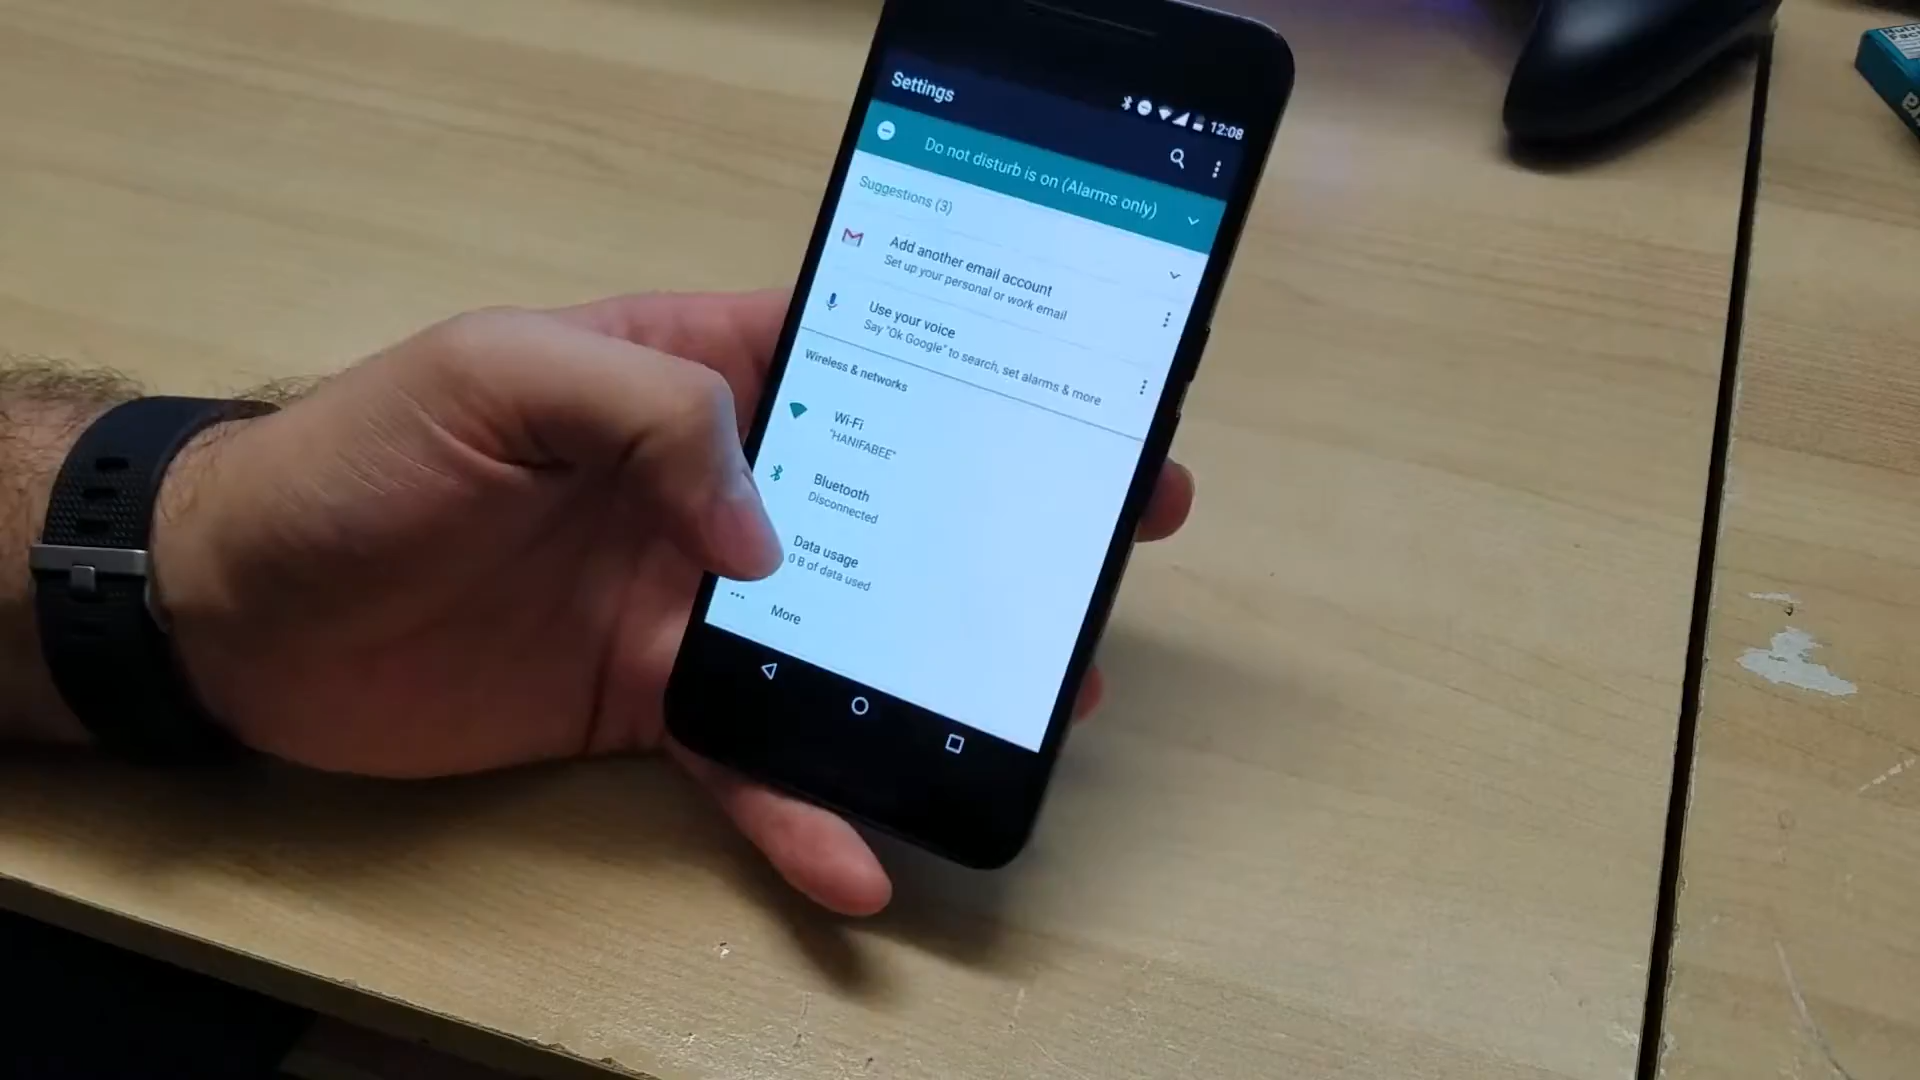 12:08
Settings
Do not disturb is on (Alarms only)
Suggestions (3)
Add another email account
Set up your personal or work email
Use your voice
Say "Ok Google" to search, set alarms & more
Wireless & networks
Wi-Fi
"HANIFABEE"
Bluetooth
Disconnected
Data usage
0 B of data used
More